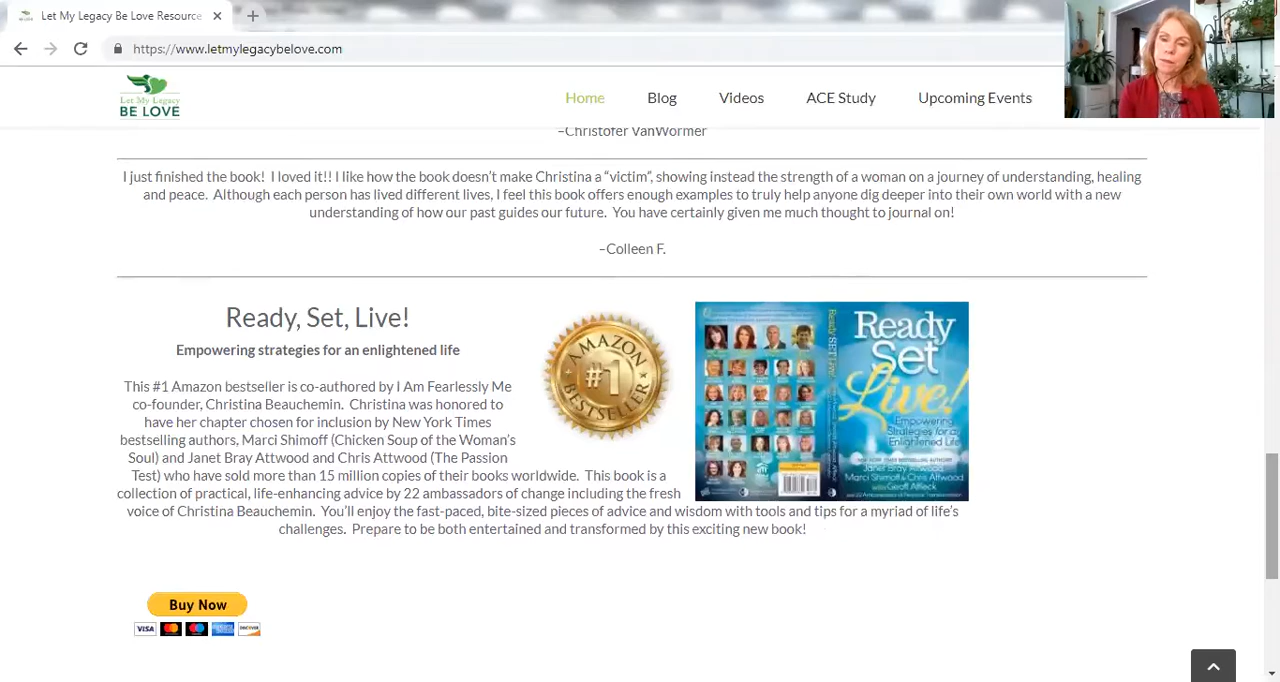 Let My Legacy Be Love Resource
https://www.letmylegacybelove.com
Let My Legacy
BE LOVE
Home
Blog
Videos
ACE Study
Upcoming Events
–Christofer VanWormer
I just finished the book!  I loved it!! I like how the book doesn't make Christina a “victim”, showing instead the strength of a woman on a journey of understanding, healing
and peace.  Although each person has lived different lives, I feel this book offers enough examples to truly help anyone dig deeper into their own world with a new
understanding of how our past guides our future.  You have certainly given me much thought to journal on!
–Colleen F.
Ready, Set, Live!
Empowering strategies for an enlightened life
This #1 Amazon bestseller is co-authored by I Am Fearlessly Me
co-founder, Christina Beauchemin.  Christina was honored to
have her chapter chosen for inclusion by New York Times
bestselling authors, Marci Shimoff (Chicken Soup of the Woman's
Soul) and Janet Bray Attwood and Chris Attwood (The Passion
Test) who have sold more than 15 million copies of their books worldwide.  This book is a
collection of practical, life-enhancing advice by 22 ambassadors of change including the fresh
voice of Christina Beauchemin.  You'll enjoy the fast-paced, bite-sized pieces of advice and wisdom with tools and tips for a myriad of life's
challenges.  Prepare to be both entertained and transformed by this exciting new book!
AMAZON
#1
BESTSELLER
Ready
Set
Live!
Empowering
Strategies for an
Enlightened Life
Janet Bray Attwood
Marci Shimoff & Chris Attwood
Geoff Affleck
Ready SET Live!
Buy Now
VISA